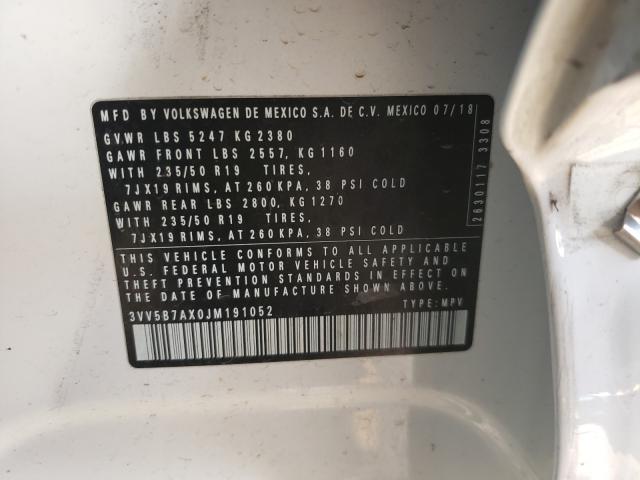 MFD BY VOLKSWAGEN DE MEXICO S.A. DE C.V. MEXICO 07/18
GVWR LBS 5247 KG 2380
GAWR FRONT LBS 2557, KG 1160
WITH 235/50 R19 TIRES,
7JX19 RIMS, AT 260 KPA, 38 PSI COLD
GAWR REAR LBS 2800, KG 1270
WITH 235/50 R19 TIRES,
7JX19 RIMS, AT 260 KPA, 38 PSI COLD
THIS VEHICLE CONFORMS TO ALL APPLICABLE
U.S. FEDERAL MOTOR VEHICLE SAFETY AND
THEFT PREVENTION STANDARDS IN EFFECT ON
THE DATE OF MANUFACTURE SHOWN ABOVE.
3VV5B7AX0JM191052 TYPE: MPV
2630117 3308